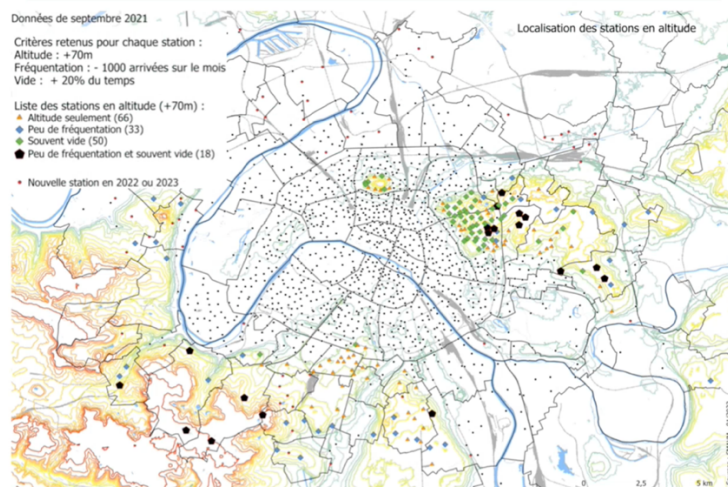 Données de septembre 2021
Localisation des stations en altitude
Critères retenus pour chaque station :
Altitude : +70m
Fréquentation : - 1000 arrivées sur le mois
Vide : + 20% du temps
Liste des stations en altitude (+70m) :
Altitude seulement (66)
Peu de fréquentation (33)
Souvent vide (50)
Peu de fréquentation et souvent vide (18)
Nouvelle station en 2022 ou 2023
0 2,5 5 km